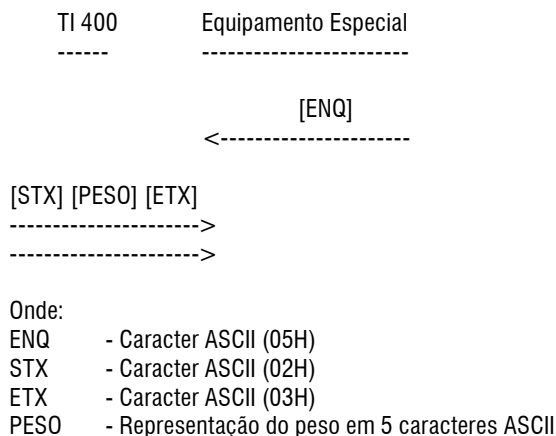 TI 400 Equipamento Especial
------ ------------------------
[ENQ]
<----------------------
[STX] [PESO] [ETX]
---------------------->
---------------------->
Onde:
ENQ - Caracter ASCII (05H)
STX - Caracter ASCII (02H)
ETX - Caracter ASCII (03H)
PESO - Representação do peso em 5 caracteres ASCII